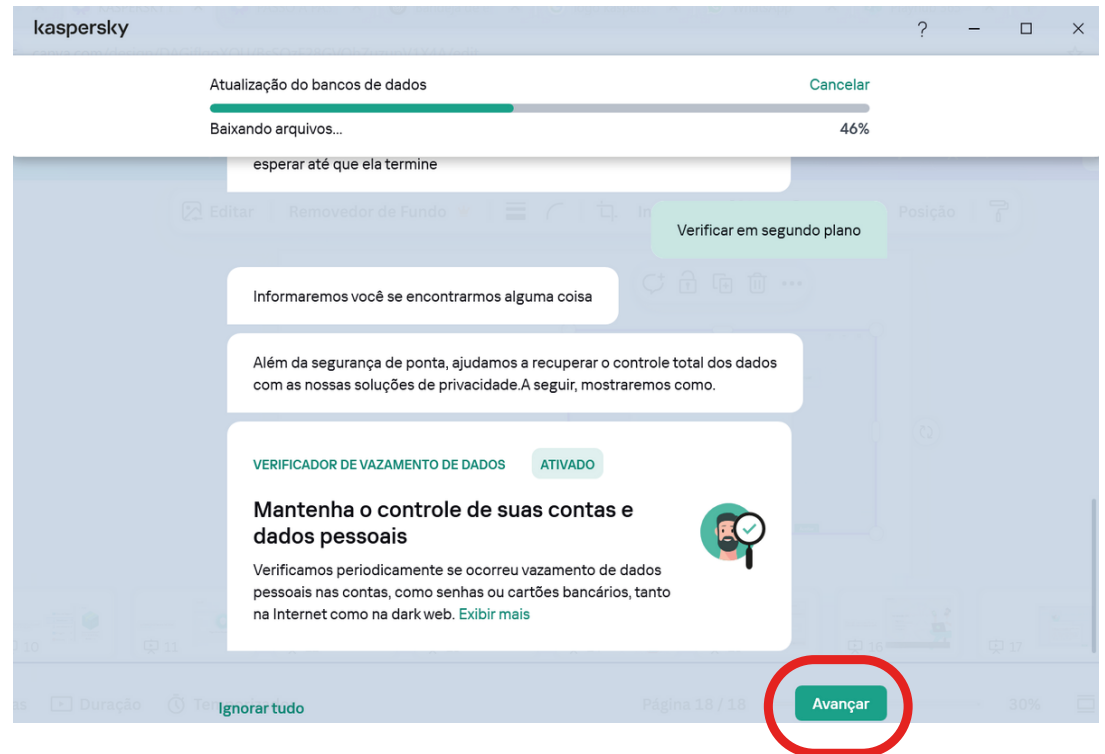 kaspersky
?
Atualização do bancos de dados
Cancelar
Baixando arquivos...
46%
esperar até que ela termine
Editar
Removedor de Fundo
Posição
Verificar em segundo plano
Informaremos você se encontrarmos alguma coisa
Além da segurança de ponta, ajudamos a recuperar o controle total dos dados
com as nossas soluções de privacidade.A seguir, mostraremos como.
VERIFICADOR DE VAZAMENTO DE DADOS
ATIVADO
Mantenha o controle de suas contas e
dados pessoais
Verificamos periodicamente se ocorreu vazamento de dados
pessoais nas contas, como senhas ou cartões bancários, tanto
na Internet como na dark web. Exibir mais
10
11
16
17
Duração
Página 18 / 18
30%
Ignorar tudo
Avançar